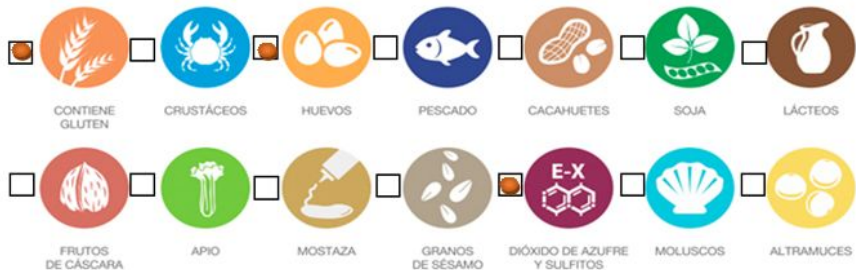 CONTIENE
GLUTEN
CRUSTÁCEOS
HUEVOS
PESCADO
CACAHUETES
SOJA
LÁCTEOS
E-X
FRUTOS
DE CÁSCARA
APIO
MOSTAZA
GRANOS
DE SÉSAMO
DIÓXIDO DE AZUFRE
Y SULFITOS
MOLUSCOS
ALTRAMUCES